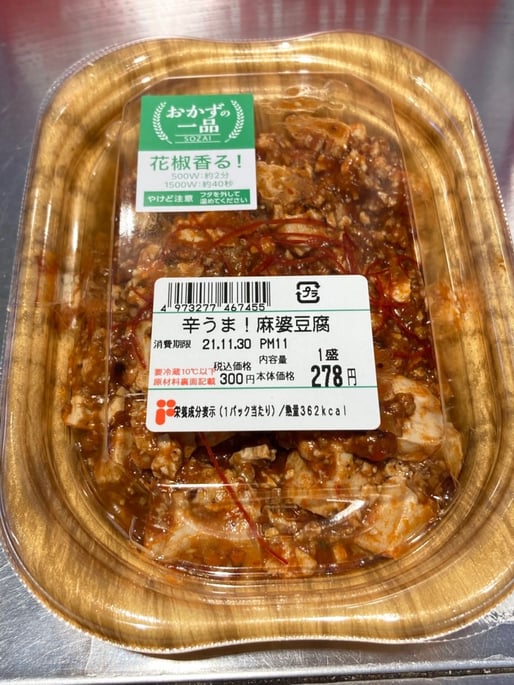 おかずの
一品
SOZAI
花椒香る!
500W:約2分
1500W:約40秒
やけど注意 フタを外して
温めてください
4 973277 467455
プラ
辛うま!麻婆豆腐
消費期限 21.11.30 PM11 内容量 1盛
要冷蔵10℃以下 税込価格 本体価格
原材料裏面記載 300円 278円
栄養成分表示(1パック当たり)/熱量362kcal